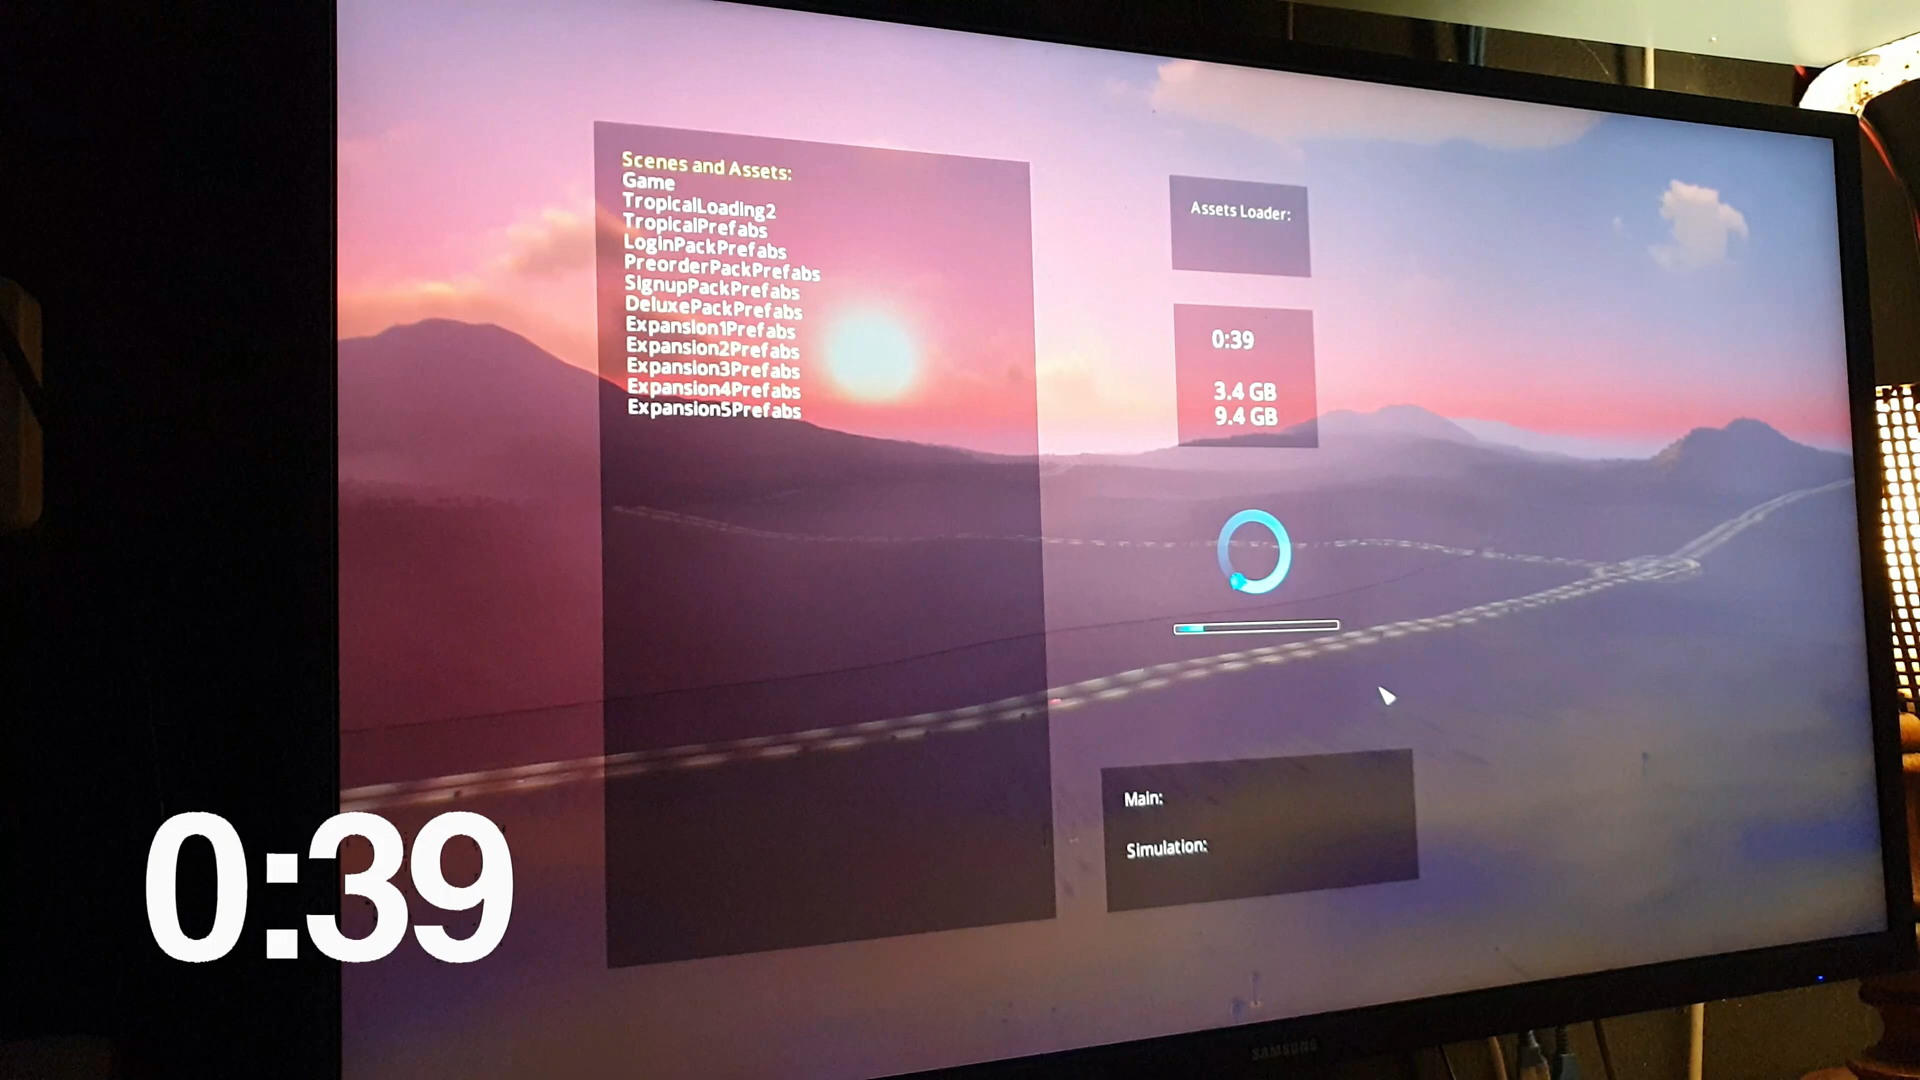 Scenes and Assets:
Game
TropicalLoading2
TropicalPrefabs
LoginPackPrefabs
PreorderPackPrefabs
SignupPackPrefabs
DeluxePackPrefabs
Expansion1Prefabs
Expansion2Prefabs
Expansion3Prefabs
Expansion4Prefabs
Expansion5Prefabs
Assets Loader:
0:39
3.4 GB
9.4 GB
Main:
Simulation:
0:39
SAMSUNG